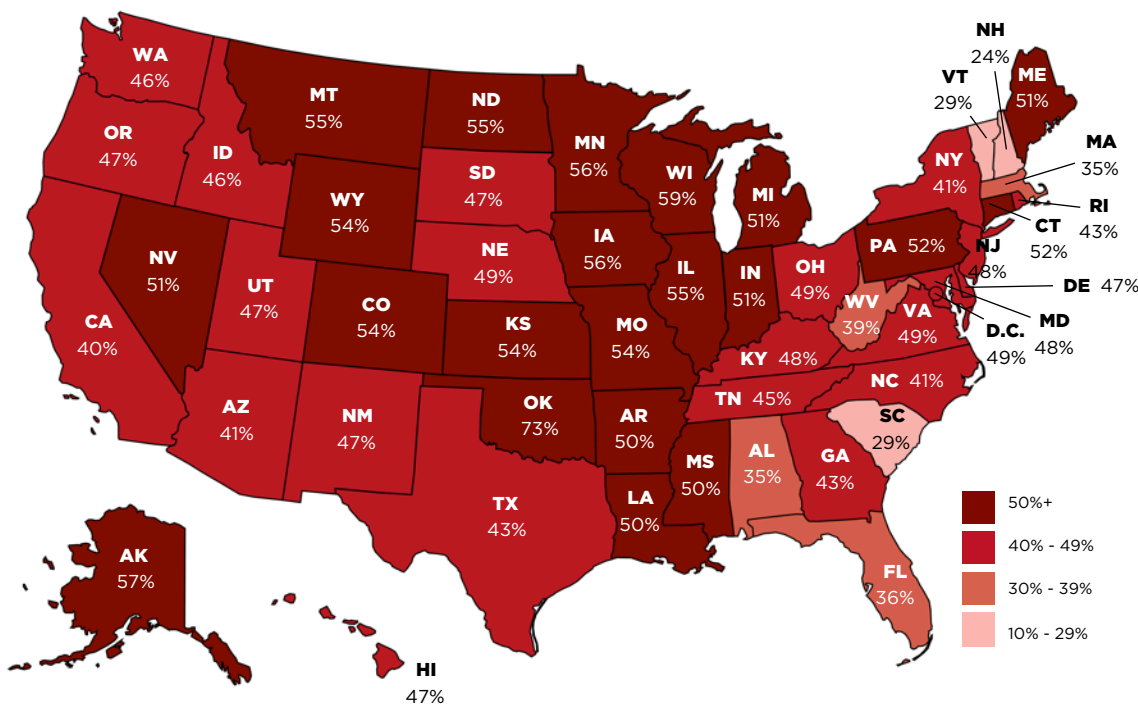 WA
46%
OR
47%
ID
46%
MT
55%
ND
55%
MN
56%
WI
59%
MI
51%
NH
24%
VT
29%
ME
51%
MA
35%
NY
41%
RI
43%
CT
52%
WY
54%
SD
47%
NE
49%
IA
56%
IL
55%
IN
51%
OH
49%
PA 52%
NJ
48%
DE 47%
MD
48%
D.C.
49%
NV
51%
UT
47%
CO
54%
KS
54%
MO
54%
WV
39%
VA
49%
CA
40%
KY 48%
NC 41%
TN 45%
AZ
41%
NM
47%
OK
73%
AR
50%
SC
29%
MS
50%
AL
35%
GA
43%
TX
43%
LA
50%
FL
36%
AK
57%
HI
47%
50%+
40% - 49%
30% - 39%
10% - 29%